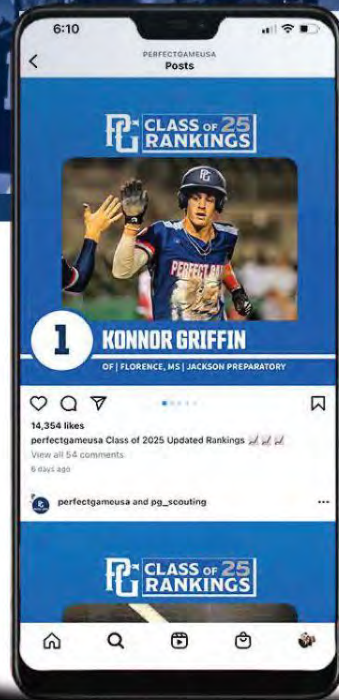 6:10
PERFECTGAMEUSA
Posts
PG CLASS OF 25
RANKINGS
PG
PERFECT
1 KONNOR GRIFFIN
OF | FLORENCE, MS | JACKSON PREPARATORY
14,354 likes
perfectgameusa Class of 2025 Updated Rankings
View all 54 comments
6 days ago
perfectgameusa and pg_scouting
PG CLASS OF 25
RANKINGS